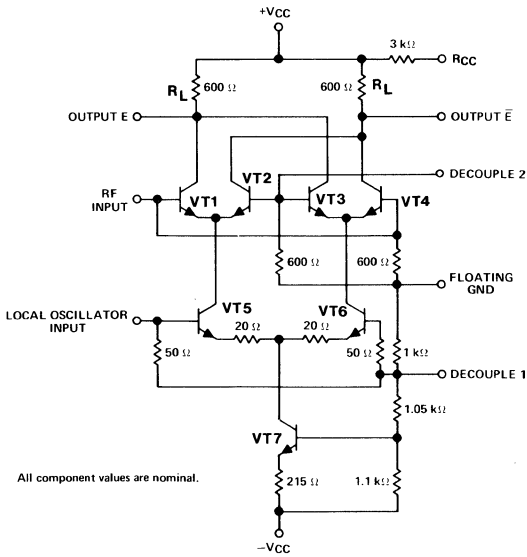 +VCC
3 kΩ
RCC
RL
600 Ω
600 Ω
RL
OUTPUT E
OUTPUT E̅
DECOUPLE 2
VT2
RF
INPUT
VT1
VT3
VT4
600 Ω
600 Ω
FLOATING
GND
LOCAL OSCILLATOR
INPUT
VT5
VT6
20 Ω
20 Ω
50 Ω
50 Ω
1 kΩ
DECOUPLE 1
1.05 kΩ
VT7
All component values are nominal.
215 Ω
1.1 kΩ
−VCC